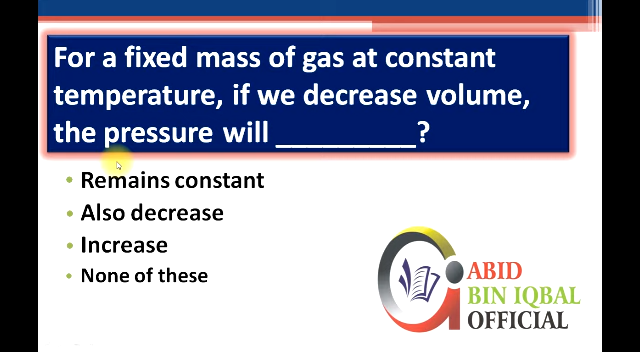 For a fixed mass of gas at constant
temperature, if we decrease volume,
the pressure will __________?
• Remains constant
• Also decrease
• Increase
• None of these
ABID
BIN IQBAL
OFFICIAL